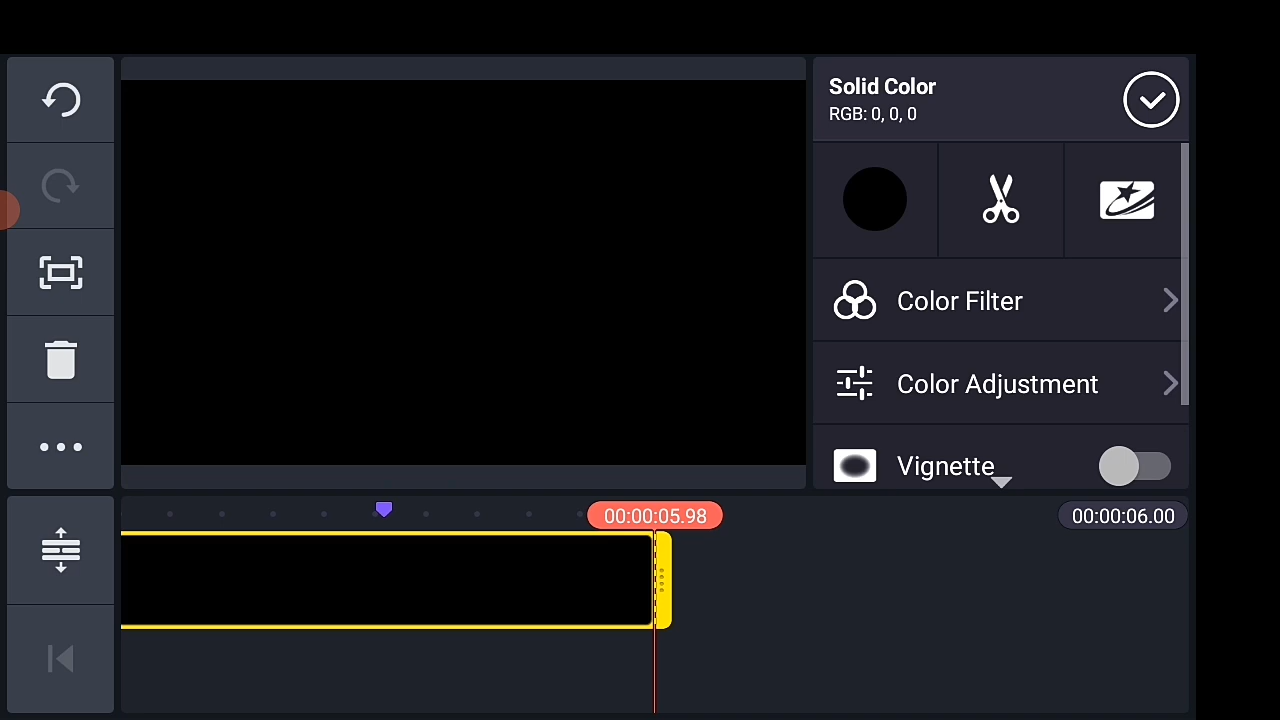 Solid Color
RGB: 0, 0, 0
Color Filter
Color Adjustment
Vignette
00:00:05.98
00:00:06.00